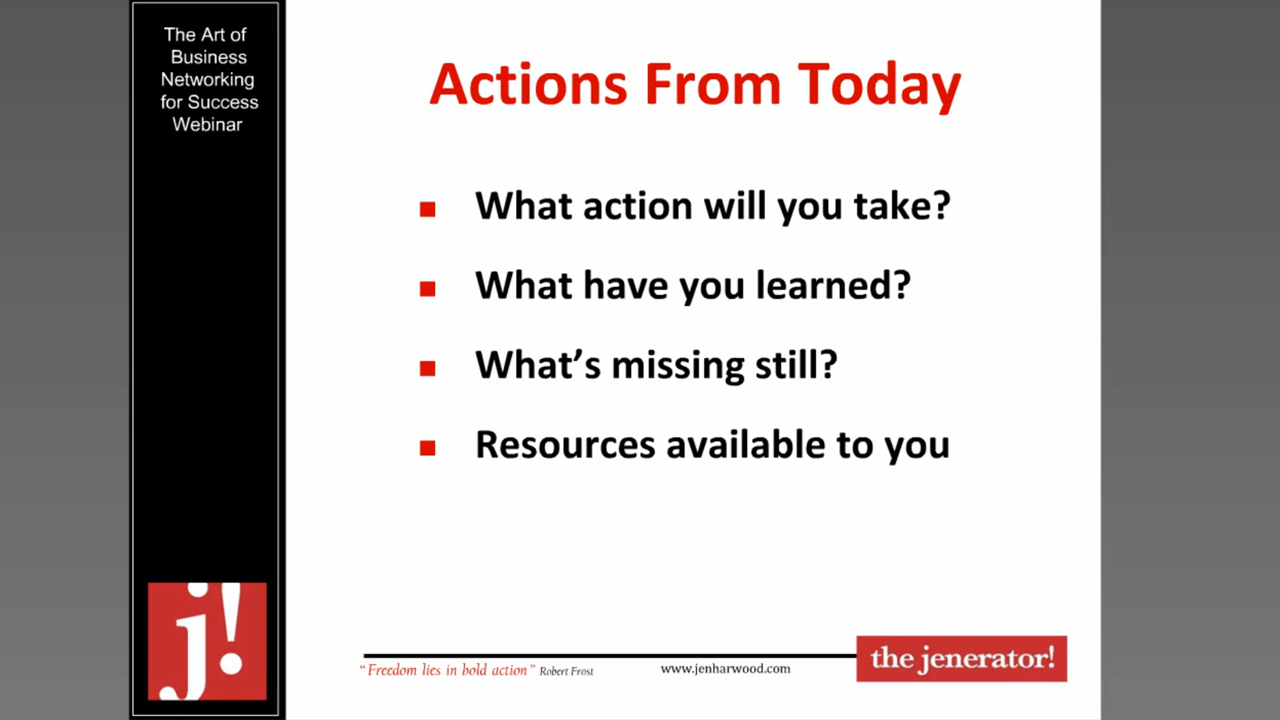 The Art of
Business
Networking
for Success
Webinar
Actions From Today
What action will you take?
What have you learned?
What’s missing still?
Resources available to you
j!
“Freedom lies in bold action” Robert Frost
www.jenharwood.com
the jenerator!